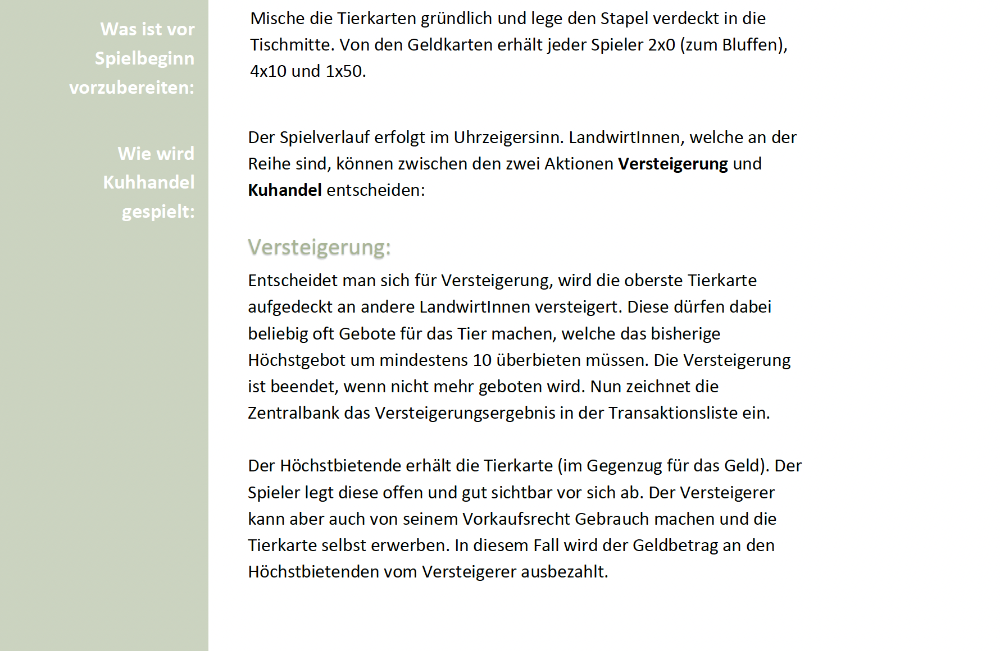 Was ist vor
Spielbeginn
vorzubereiten:
Mische die Tierkarten gründlich und lege den Stapel verdeckt in die
Tischmitte. Von den Geldkarten erhält jeder Spieler 2x0 (zum Bluffen),
4x10 und 1x50.
Wie wird
Kuhhandel
gespielt:
Der Spielverlauf erfolgt im Uhrzeigersinn. LandwirtInnen, welche an der
Reihe sind, können zwischen den zwei Aktionen Versteigerung und
Kuhandel entscheiden:
Versteigerung:
Entscheidet man sich für Versteigerung, wird die oberste Tierkarte
aufgedeckt an andere LandwirtInnen versteigert. Diese dürfen dabei
beliebig oft Gebote für das Tier machen, welche das bisherige
Höchstgebot um mindestens 10 überbieten müssen. Die Versteigerung
ist beendet, wenn nicht mehr geboten wird. Nun zeichnet die
Zentralbank das Versteigerungsergebnis in der Transaktionsliste ein.
Der Höchstbietende erhält die Tierkarte (im Gegenzug für das Geld). Der
Spieler legt diese offen und gut sichtbar vor sich ab. Der Versteigerer
kann aber auch von seinem Vorkaufsrecht Gebrauch machen und die
Tierkarte selbst erwerben. In diesem Fall wird der Geldbetrag an den
Höchstbietenden vom Versteigerer ausbezahlt.